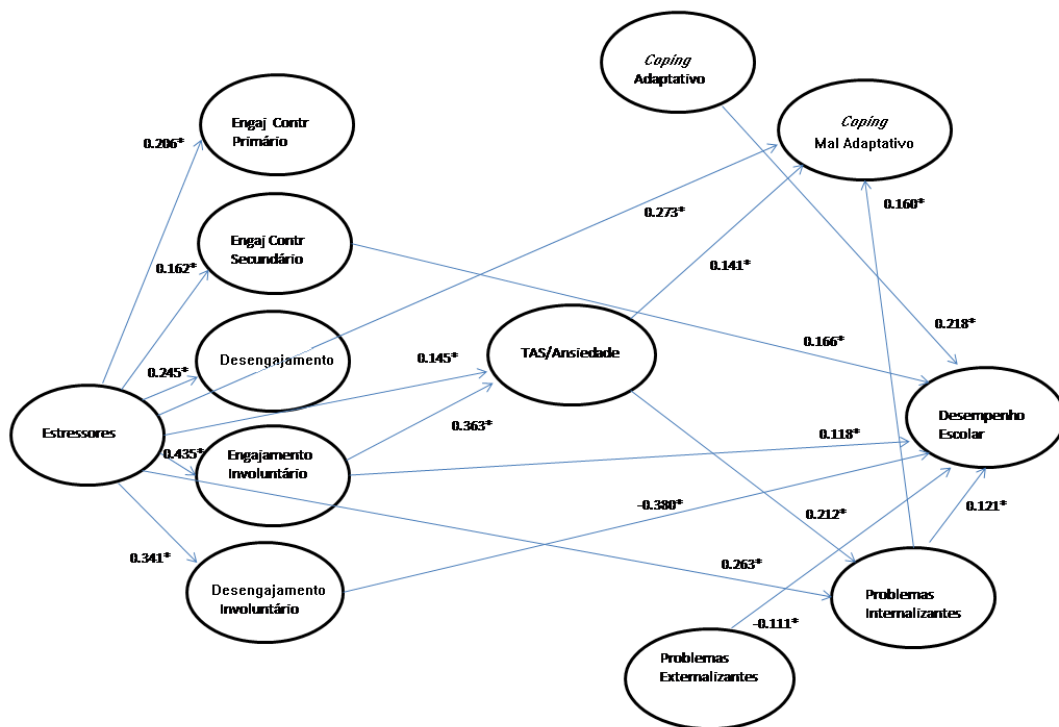 Coping
Adaptativo
Engaj Contr
Primário
Coping
Mal Adaptativo
0.206*
0.273*
0.160*
Engaj Contr
Secundário
0.162*
0.141*
0.218*
0.166*
TAS/Ansiedade
Desengajamento
0.145*
0.245*
Estressores
0.363*
Desempenho
Escolar
0.118*
0.435*
Engajamento
Involuntário
-0.380*
0.212*
0.121*
0.341*
0.263*
Desengajamento
Involuntário
Problemas
Internalizantes
-0.111*
Problemas
Externalizantes